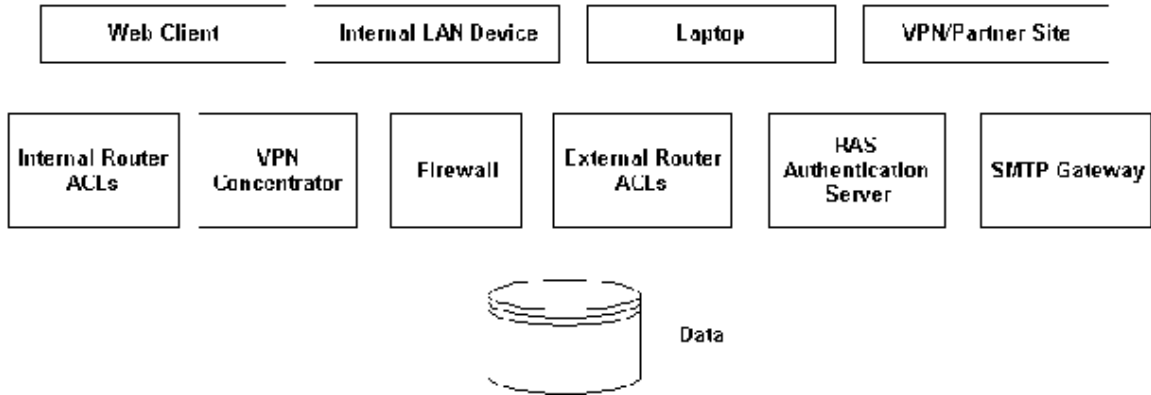 Web Client
Internal LAN Device
Laptop
VPN/Partner Site
Internal Router
ACLs
VPN
Concentrator
Firewall
External Router
ACLs
RAS
Authentication
Server
SMTP Gateway
Data